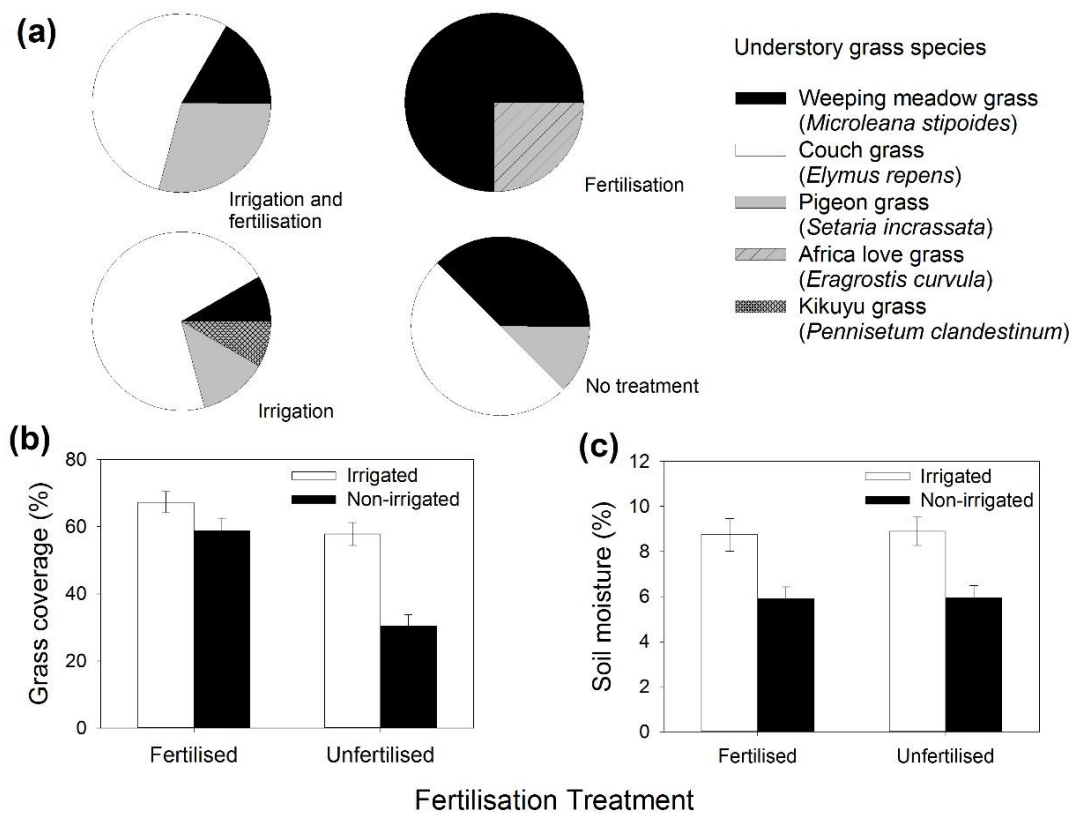 (a)
Irrigation and
fertilisation
Fertilisation
Irrigation
No treatment
Understory grass species
Weeping meadow grass
(Microleana stipoides)
Couch grass
(Elymus repens)
Pigeon grass
(Setaria incrassata)
Africa love grass
(Eragrostis curvula)
Kikuyu grass
(Pennisetum clandestinum)
(b)
Grass coverage (%)
80
60
40
20
0
Irrigated
Non-irrigated
Fertilised
Unfertilised
(c)
Soil moisture (%)
12
10
8
6
4
2
0
Irrigated
Non-irrigated
Fertilised
Unfertilised
Fertilisation Treatment